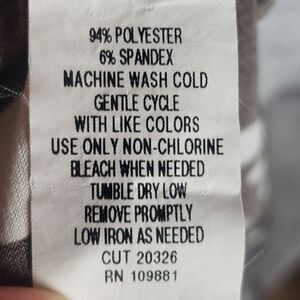 94% POLYESTER
6% SPANDEX
MACHINE WASH COLD
GENTLE CYCLE
WITH LIKE COLORS
USE ONLY NON-CHLORINE
BLEACH WHEN NEEDED
TUMBLE DRY LOW
REMOVE PROMPTLY
LOW IRON AS NEEDED
CUT 20326
RN 109881